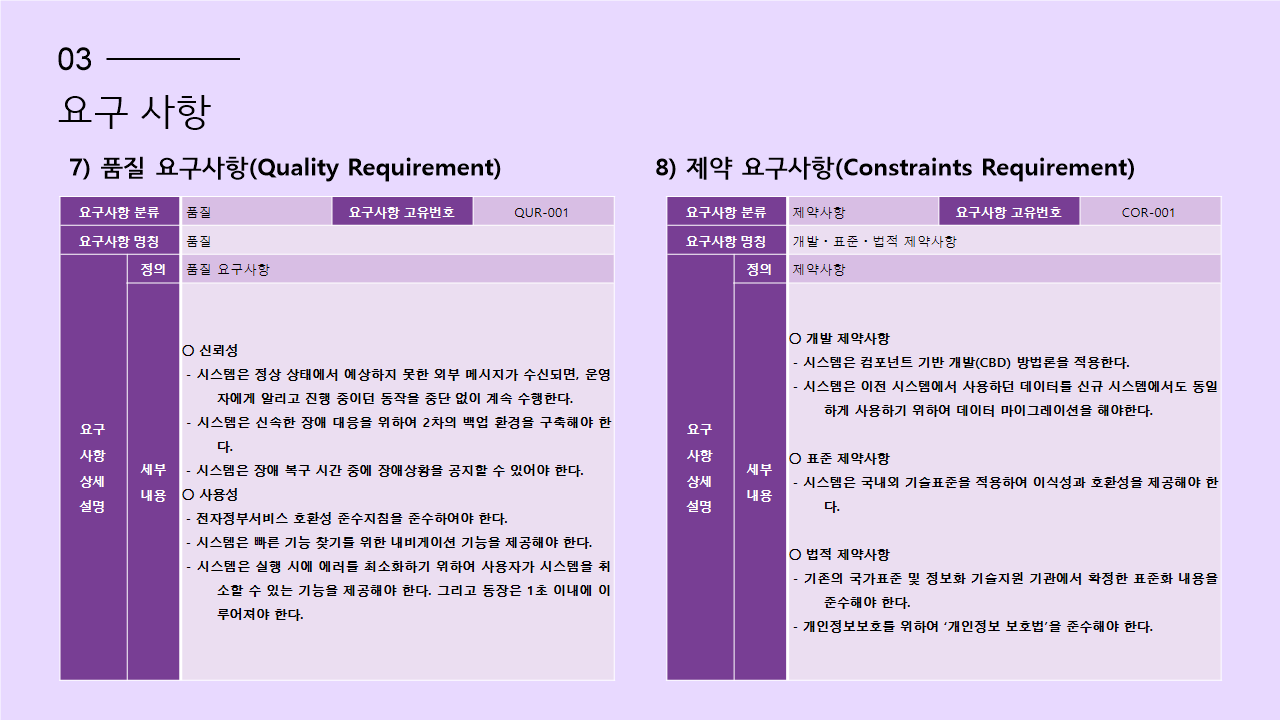 03
요구 사항
7) 품질 요구사항(Quality Requirement)
요구사항 분류 품질 요구사항 고유번호 QUR-001
요구사항 명칭 품질
요구
사항
상세
설명
정의 품질 요구사항
세부
내용
○ 신뢰성
- 시스템은 정상 상태에서 예상하지 못한 외부 메시지가 수신되면, 운영
자에게 알리고 진행 중이던 동작을 중단 없이 계속 수행한다.
- 시스템은 신속한 장애 대응을 위하여 2차의 백업 환경을 구축해야 한
다.
- 시스템은 장애 복구 시간 중에 장애상황을 공지할 수 있어야 한다.
○ 사용성
- 전자정부서비스 호환성 준수지침을 준수하여야 한다.
- 시스템은 빠른 기능 찾기를 위한 내비게이션 기능을 제공해야 한다.
- 시스템은 실행 시에 에러를 최소화하기 위하여 사용자가 시스템을 취
소할 수 있는 기능을 제공해야 한다. 그리고 동장은 1초 이내에 이
루어져야 한다.
8) 제약 요구사항(Constraints Requirement)
요구사항 분류 제약사항 요구사항 고유번호 COR-001
요구사항 명칭 개발・표준・법적 제약사항
요구
사항
상세
설명
정의 제약사항
세부
내용
○ 개발 제약사항
- 시스템은 컴포넌트 기반 개발(CBD) 방법론을 적용한다.
- 시스템은 이전 시스템에서 사용하던 데이터를 신규 시스템에서도 동일
하게 사용하기 위하여 데이터 마이그레이션을 해야한다.
○ 표준 제약사항
- 시스템은 국내외 기술표준을 적용하여 이식성과 호환성을 제공해야 한
다.
○ 법적 제약사항
- 기존의 국가표준 및 정보화 기술지원 기관에서 확정한 표준화 내용을
준수해야 한다.
- 개인정보보호를 위하여 ‘개인정보 보호법’을 준수해야 한다.